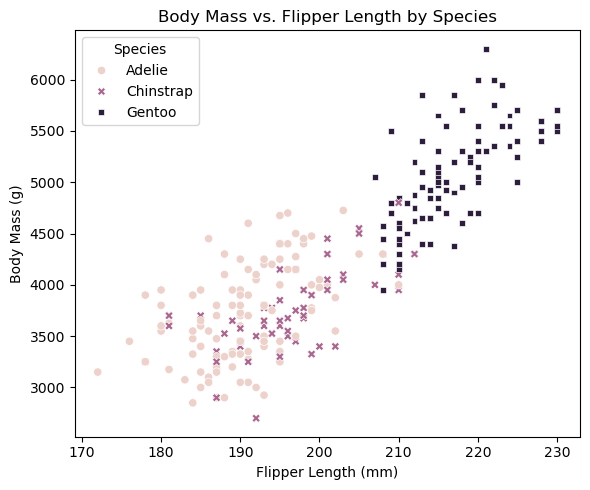 Body Mass vs. Flipper Length by Species
Species
Adelie
Chinstrap
Gentoo
Body Mass (g)
6000
5500
5000
4500
4000
3500
3000
170 180 190 200 210 220 230
Flipper Length (mm)